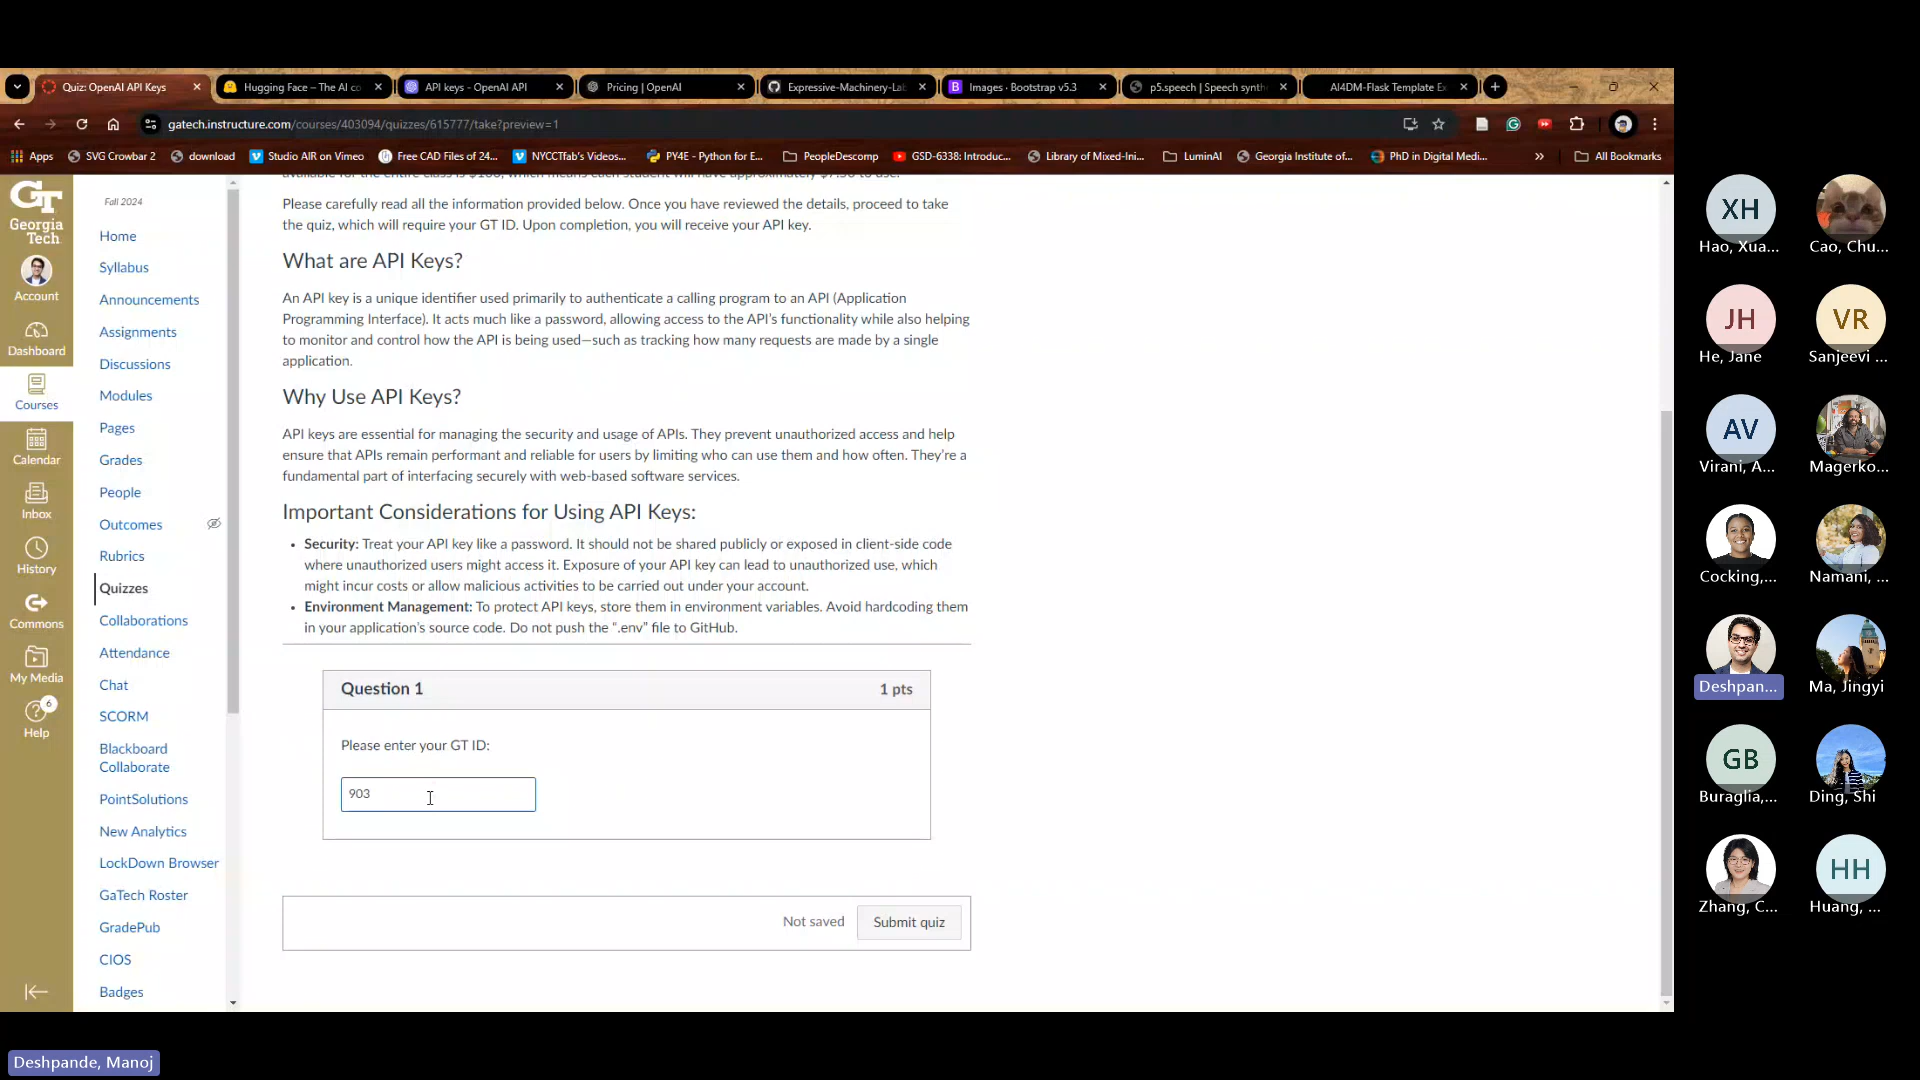 Quiz: OpenAI API Keys
Hugging Face – The AI co
API keys - OpenAI API
Pricing | OpenAI
Expressive-Machinery-Lab
Images · Bootstrap v5.3
p5.speech | Speech synth
AI4DM-Flask Template Ex
gatech.instructure.com/courses/403094/quizzes/615777/take?preview=1
Apps
SVG Crowbar 2
download
Studio AIR on Vimeo
Free CAD Files of 24...
NYCCTfab's Videos...
PY4E - Python for E...
PeopleDescomp
GSD-6338: Introduc...
Library of Mixed-Ini...
LuminAI
Georgia Institute of...
PhD in Digital Medi...
All Bookmarks
GT
Georgia
Tech
Account
Dashboard
Courses
Calendar
Inbox
History
Commons
My Media
6
Help
Fall 2024
Home
Syllabus
Announcements
Assignments
Discussions
Modules
Pages
Grades
People
Outcomes
Rubrics
Quizzes
Collaborations
Attendance
Chat
SCORM
Blackboard
Collaborate
PointSolutions
New Analytics
LockDown Browser
GaTech Roster
GradePub
CIOS
Badges
available for the entire class is $100, which means each student will have approximately $7.50 to use.
Please carefully read all the information provided below. Once you have reviewed the details, proceed to take
the quiz, which will require your GT ID. Upon completion, you will receive your API key.
What are API Keys?
An API key is a unique identifier used primarily to authenticate a calling program to an API (Application
Programming Interface). It acts much like a password, allowing access to the API's functionality while also helping
to monitor and control how the API is being used—such as tracking how many requests are made by a single
application.
Why Use API Keys?
API keys are essential for managing the security and usage of APIs. They prevent unauthorized access and help
ensure that APIs remain performant and reliable for users by limiting who can use them and how often. They're a
fundamental part of interfacing securely with web-based software services.
Important Considerations for Using API Keys:
• Security: Treat your API key like a password. It should not be shared publicly or exposed in client-side code
where unauthorized users might access it. Exposure of your API key can lead to unauthorized use, which
might incur costs or allow malicious activities to be carried out under your account.
• Environment Management: To protect API keys, store them in environment variables. Avoid hardcoding them
in your application's source code. Do not push the “.env” file to GitHub.
Question 1
1 pts
Please enter your GT ID:
903
Not saved
Submit quiz
XH
Hao, Xua...
Cao, Chu...
JH
He, Jane
VR
Sanjeevi ...
AV
Virani, A...
Magerko...
Cocking,...
Namani, ...
Deshpan...
Ma, Jingyi
GB
Buraglia,...
Ding, Shi
Zhang, C...
HH
Huang, ...
Deshpande, Manoj